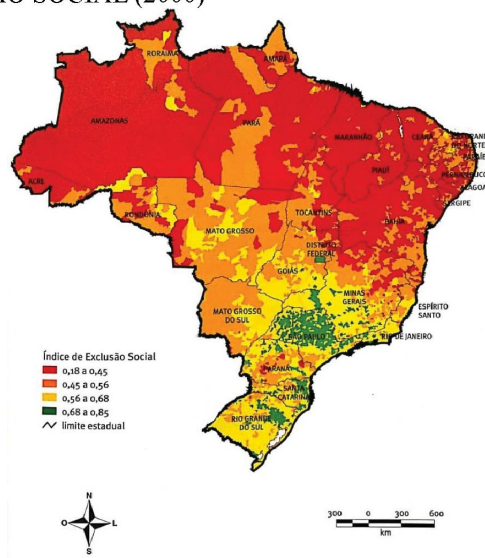 SOCIAL (2000)
RORAIMA
AMAPÁ
AMAZONAS
PARÁ
MARANHÃO
CEARÁ
DO NORTE
PIAUÍ
PERNAMBUCO
ACRE
RONDÔNIA
TOCANTINS
BAHIA
MATO GROSSO
DISTRITO
FEDERAL
GOIÁS
MINAS
GERAIS
ESPÍRITO
SANTO
MATO GROSSO
DO SUL
SÃO PAULO
RIO DE JANEIRO
PARANÁ
SANTA
CATARINA
RIO GRANDE
DO SUL
Índice de Exclusão Social
0,18 a 0,45
0,45 a 0,56
0,56 a 0,68
0,68 a 0,85
limite estadual
N
O L
S
300 0 300 600
km